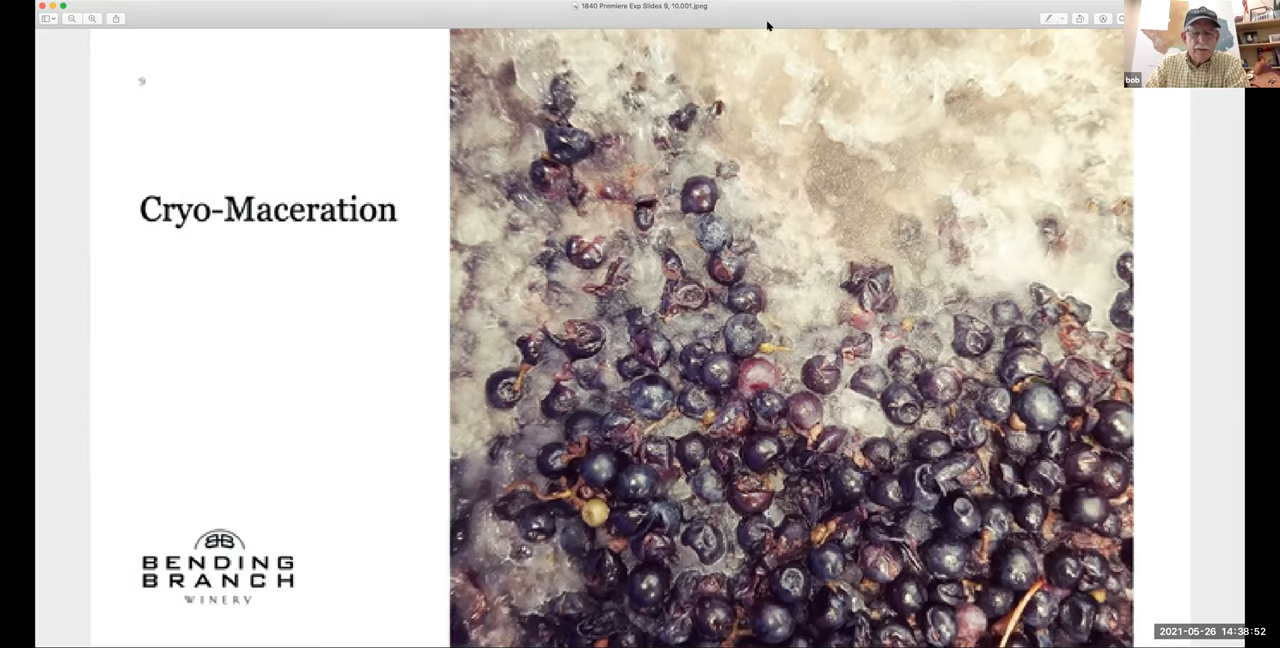 1840 Premiere Exp Slides 9, 10.001.jpeg
bob
Cryo-Maceration
BB
BENDING
BRANCH
WINERY
2021-05-26 14:38:52